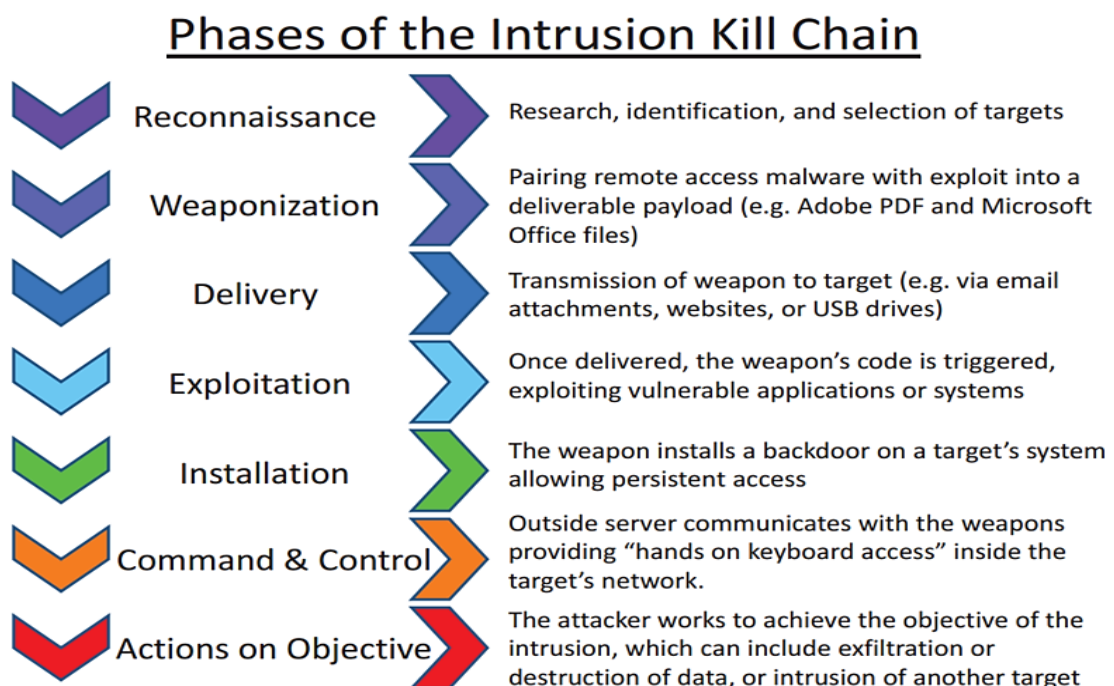 Phases of the Intrusion Kill Chain
Reconnaissance
Research, identification, and selection of targets
Weaponization
Pairing remote access malware with exploit into a
deliverable payload (e.g. Adobe PDF and Microsoft
Office files)
Delivery
Transmission of weapon to target (e.g. via email
attachments, websites, or USB drives)
Exploitation
Once delivered, the weapon’s code is triggered,
exploiting vulnerable applications or systems
Installation
The weapon installs a backdoor on a target’s system
allowing persistent access
Command & Control
Outside server communicates with the weapons
providing “hands on keyboard access” inside the
target’s network.
Actions on Objective
The attacker works to achieve the objective of the
intrusion, which can include exfiltration or
destruction of data, or intrusion of another target